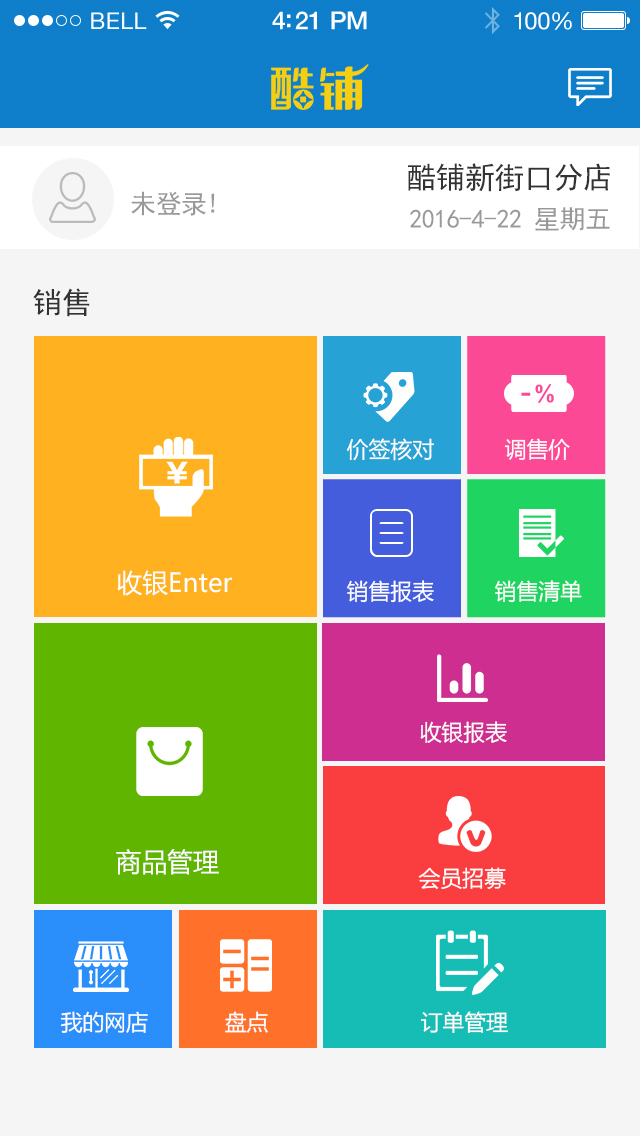 BELL 4:21 PM 100%
酷铺
酷铺新街口分店
未登录!
2016-4-22 星期五
销售
¥
-%
价签核对
调售价
收银Enter
销售报表
销售清单
收银报表
商品管理
会员招募
我的网店
盘点
订单管理